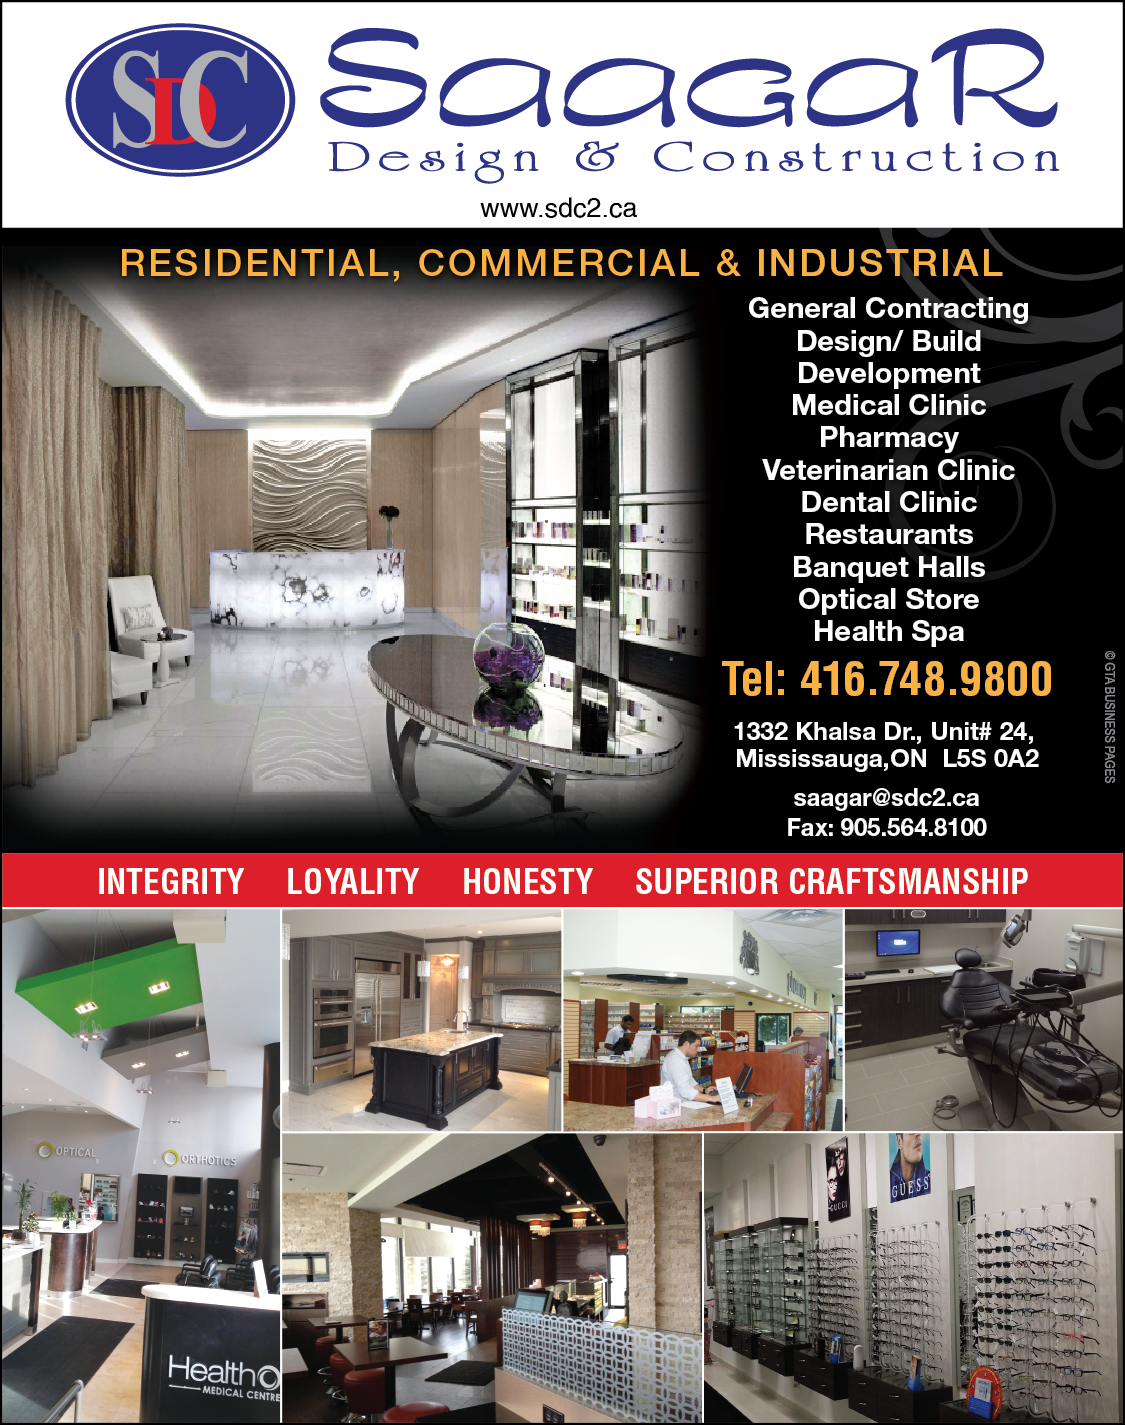 SDC
SaagaR
Design & Construction
www.sdc2.ca
RESIDENTIAL, COMMERCIAL & INDUSTRIAL
General Contracting
Design/ Build
Development
Medical Clinic
Pharmacy
Veterinarian Clinic
Dental Clinic
Restaurants
Banquet Halls
Optical Store
Health Spa
Tel: 416.748.9800
1332 Khalsa Dr., Unit# 24,
Mississauga,ON L5S 0A2
saagar@sdc2.ca
Fax: 905.564.8100
© GTA BUSINESS PAGES
INTEGRITY LOYALITY HONESTY SUPERIOR CRAFTSMANSHIP
OPTICAL
ORTHOTICS
HealthO
MEDICAL CENTRE
GUCCI
GUESS